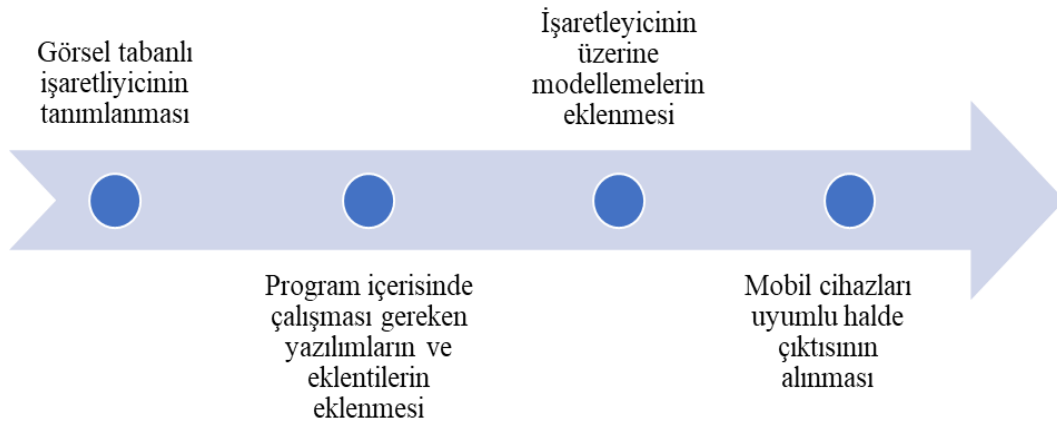 Görsel tabanlı
işaretliyicinin
tanımlanması
Program içerisinde
çalışması gereken
yazılımların ve
eklentilerin
eklenmesi
İşaretleyicinin
üzerine
modellemelerin
eklenmesi
Mobil cihazları
uyumlu halde
çıktısının
alınması